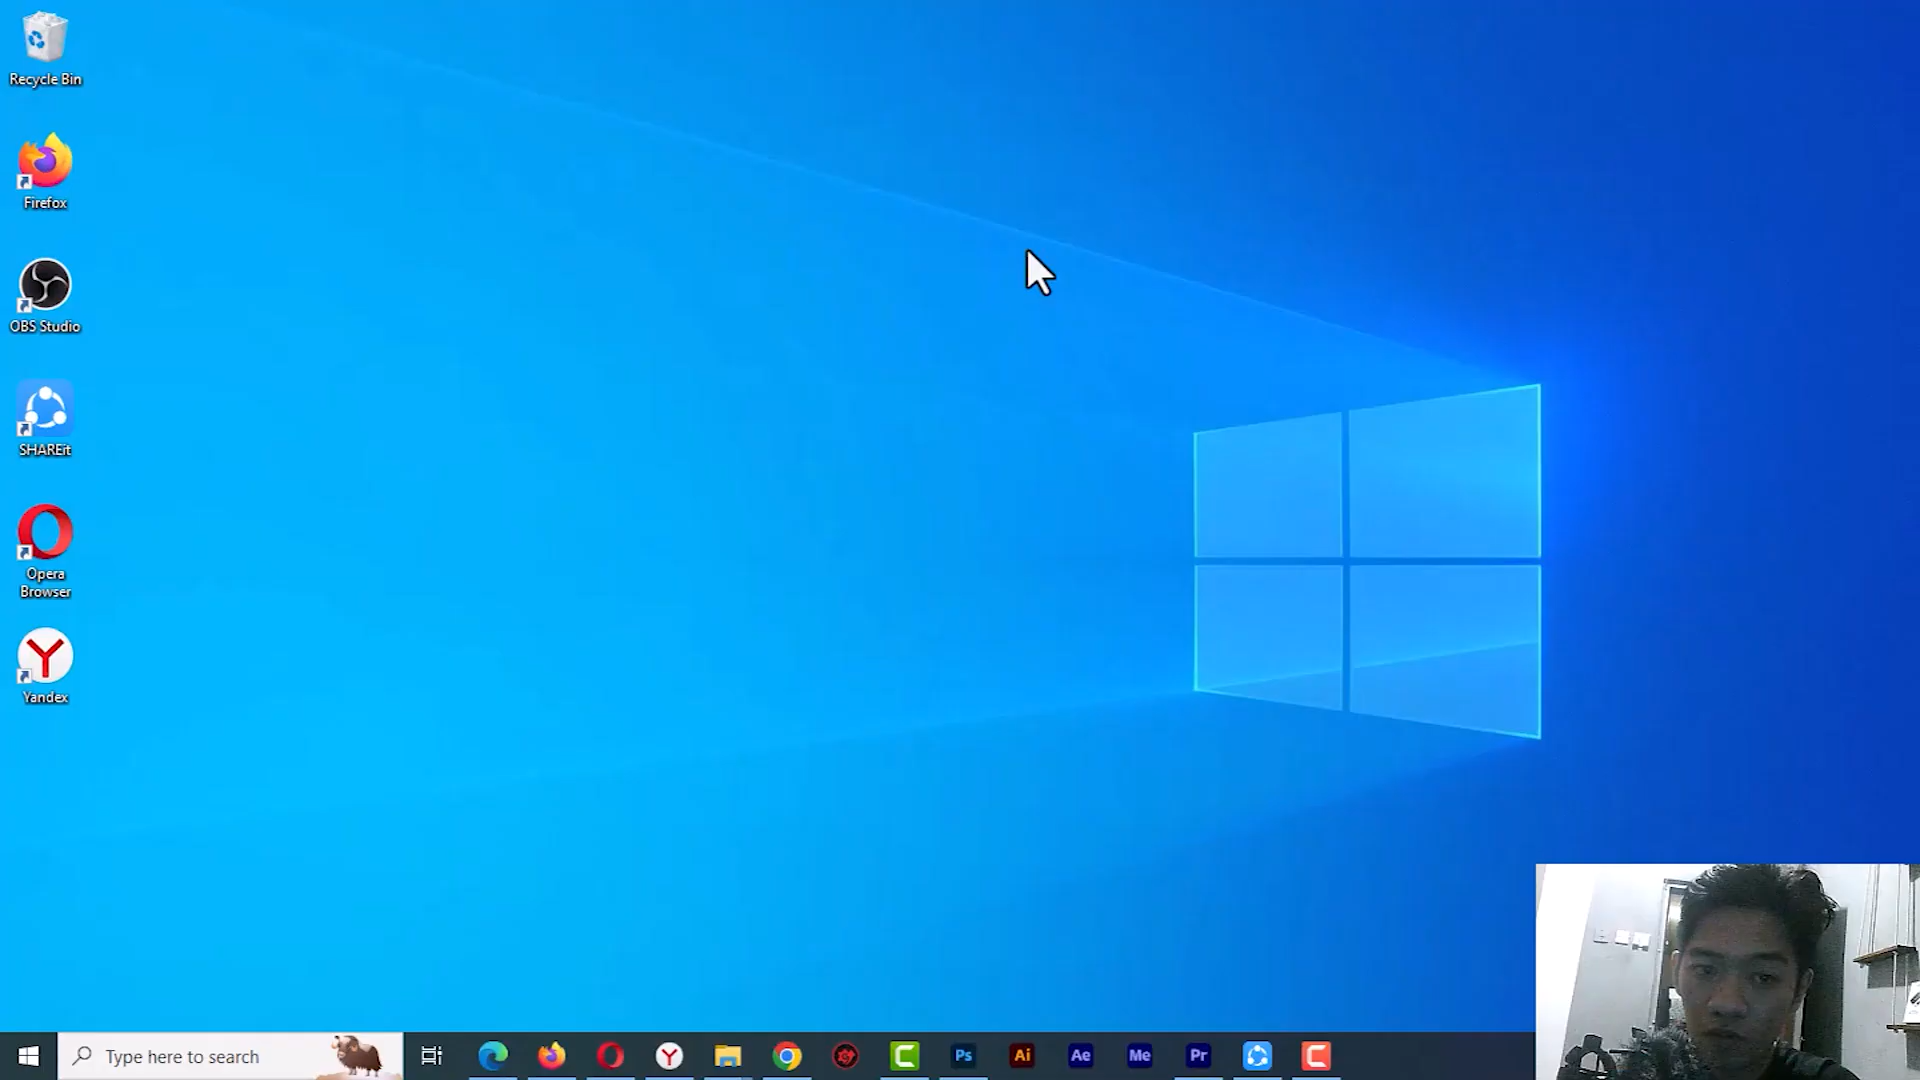 Recycle Bin
Firefox
OBS Studio
SHAREit
Opera
Browser
Yandex
Type here to search
Ps
Ai
Ae
Me
Pr